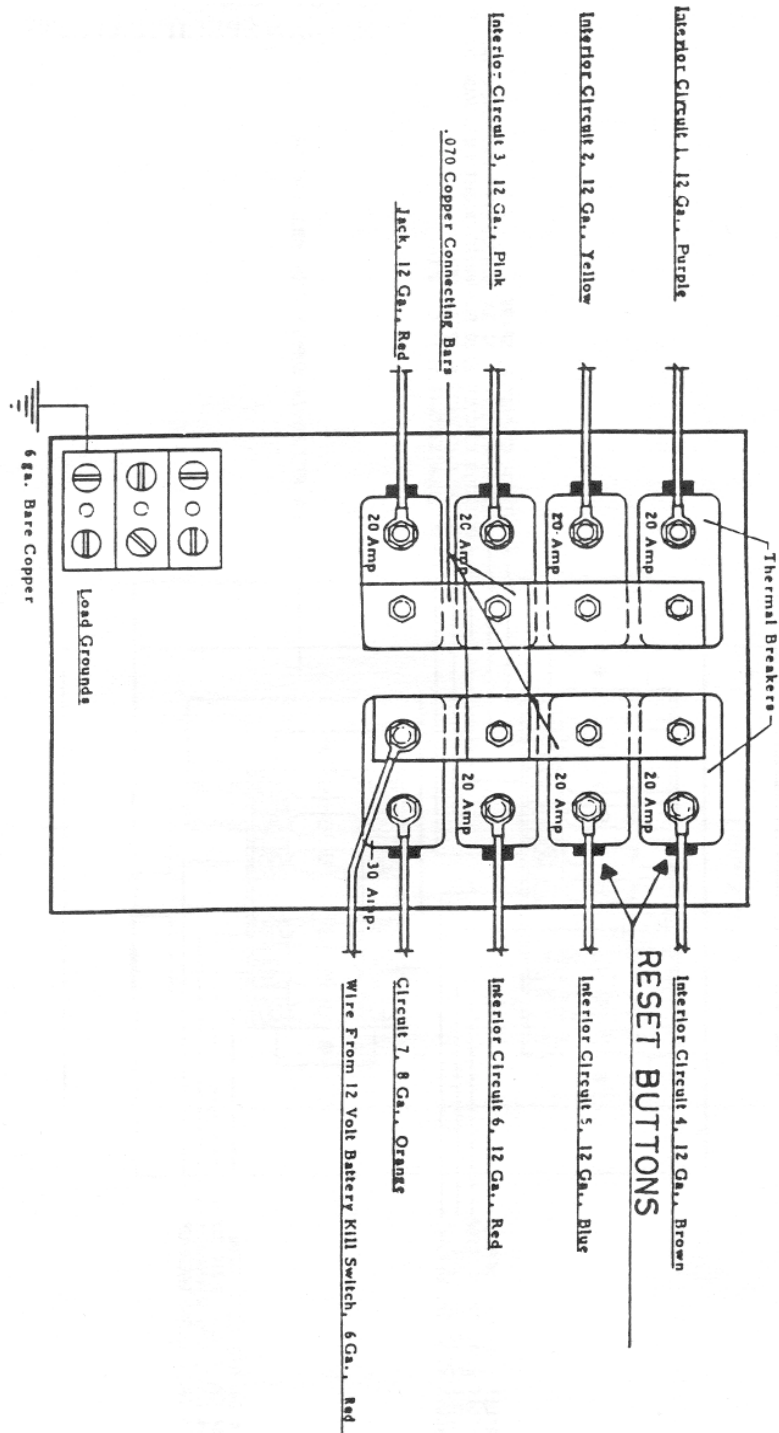 Interior Circuit 1, 12 Ga., Purple
Interior Circuit 2, 12 Ga., Yellow
Interior Circuit 3, 12 Ga., Pink
.070 Copper Connecting Bars
Jack, 12 Ga., Red
Thermal Breakers
20 Amp
20 Amp
20 Amp
20 Amp
20 Amp
20 Amp
20 Amp
30 Amp.
Load Grounds
6ga. Bare Copper
RESET BUTTONS
Interior Circuit 4, 12 Ga., Brown
Interior Circuit 5, 12 Ga., Blue
Interior Circuit 6, 12 Ga., Red
Circuit 7, 8 Ga., Orange
Wire From 12 Volt Battery Kill Switch, 6 Ga., Red